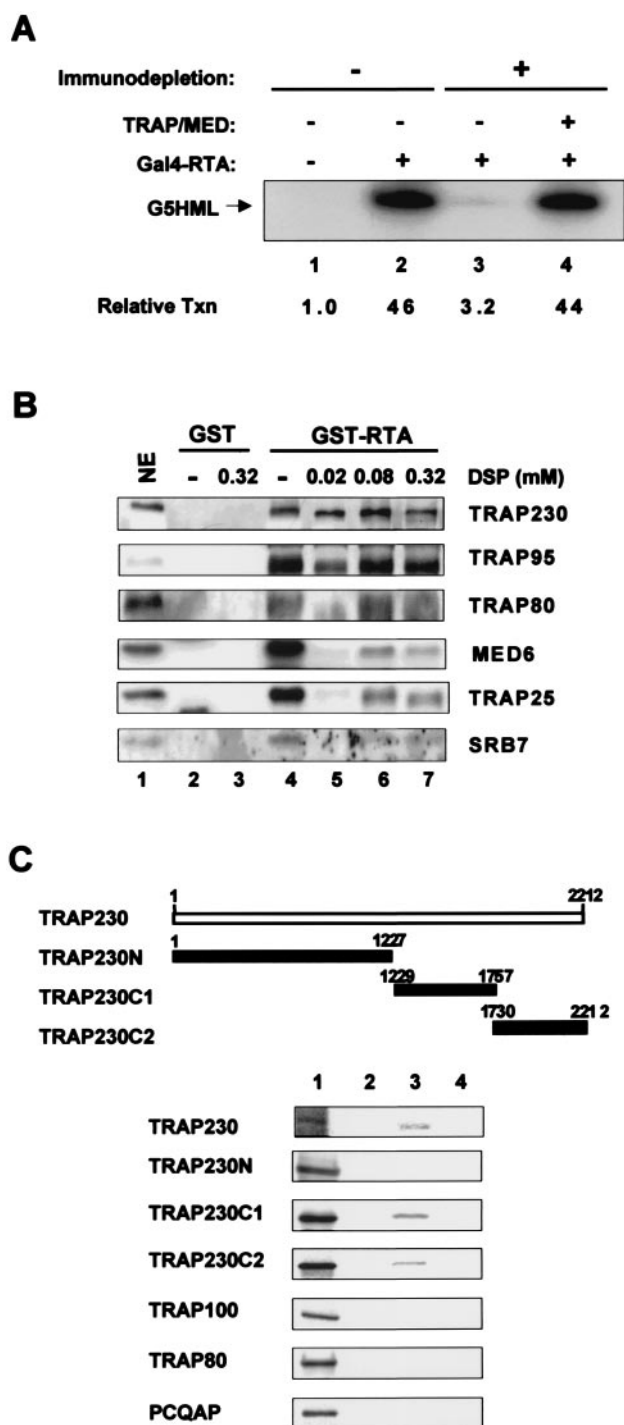 A
Immunodepletion: - +
TRAP/MED: - - - +
Gal4-RTA: - + + +
G5HML →
1 2 3 4
Relative Txn 1.0 46 3.2 44
B
GST GST-RTA
NE - 0.32 - 0.02 0.08 0.32 DSP (mM)
TRAP230
TRAP95
TRAP80
MED6
TRAP25
SRB7
1 2 3 4 5 6 7
C
1 2212
TRAP230
1 1227
TRAP230N
1229 1757
TRAP230C1
1730 2212
TRAP230C2
1 2 3 4
TRAP230
TRAP230N
TRAP230C1
TRAP230C2
TRAP100
TRAP80
PCQAP